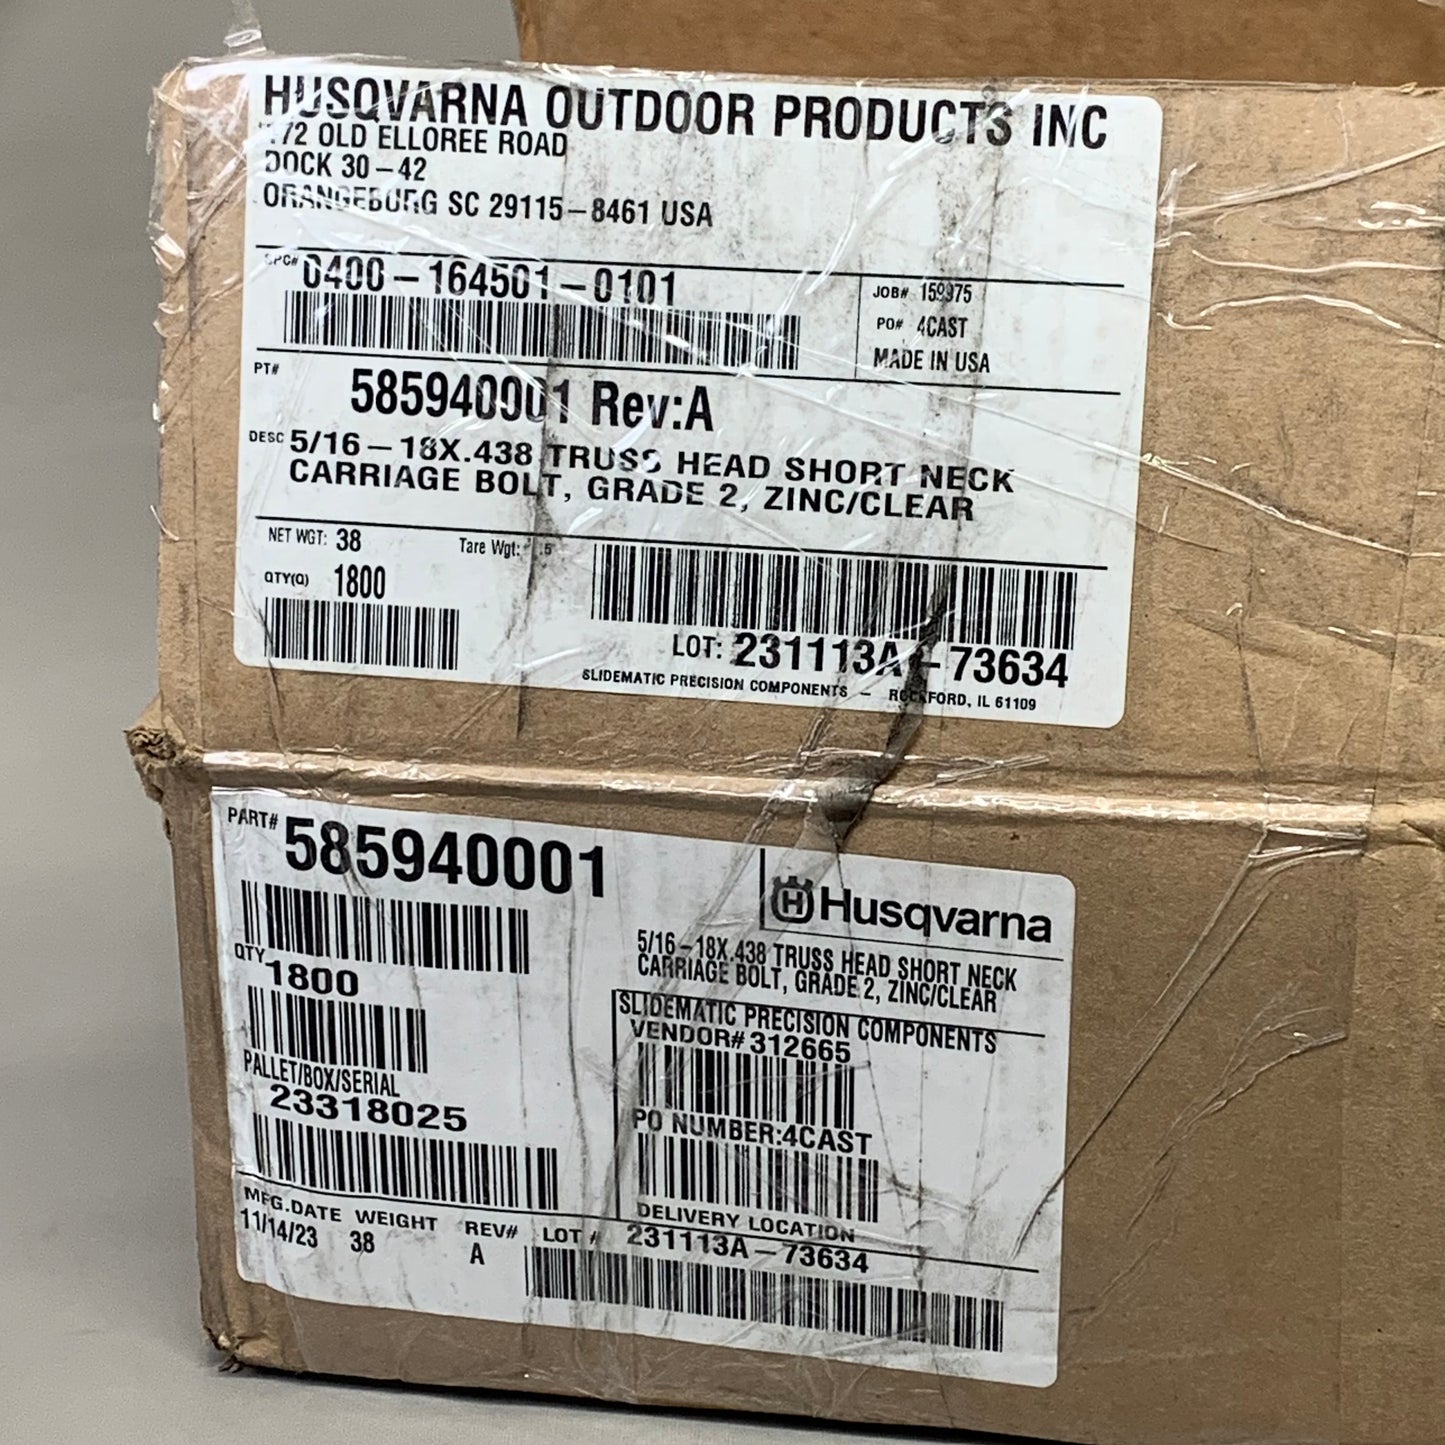 HUSQVARNA OUTDOOR PRODUCTS INC
172 OLD ELLOREE ROAD
DOCK 30-42
ORANGEBURG SC 29115-8461 USA
SPC# 0400-164501-0101
JOB# 159975
PO# 4CAST
MADE IN USA
PT# 585940001 Rev:A
DESC 5/16-18X.438 TRUSS HEAD SHORT NECK
CARRIAGE BOLT, GRADE 2, ZINC/CLEAR
NET WGT: 38 Tare Wgt: .5
QTY(Q) 1800
LOT: 231113A-73634
SLIDEMATIC PRECISION COMPONENTS - ROCKFORD, IL 61109
PART# 585940001
H Husqvarna
QTY 1800
5/16-18X.438 TRUSS HEAD SHORT NECK
CARRIAGE BOLT, GRADE 2, ZINC/CLEAR
SLIDEMATIC PRECISION COMPONENTS
VENDOR# 312665
PALLET/BOX/SERIAL
23318025
PO NUMBER:4CAST
DELIVERY LOCATION
MFG.DATE WEIGHT REV# LOT # 231113A-73634
11/14/23 38 A